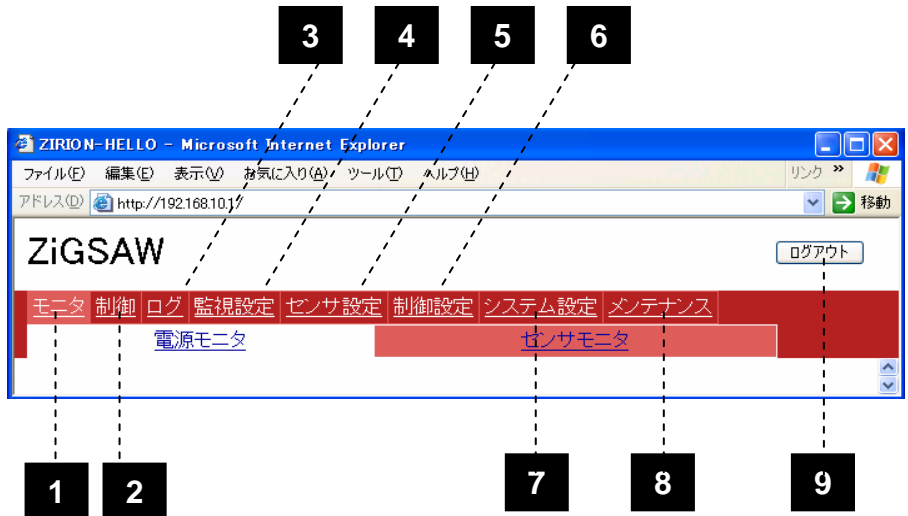 3 4 5 6
ZIRION-HELLO - Microsoft Internet Explorer
ファイル(F) 編集(E) 表示(V) お気に入り(A) ツール(T) ヘルプ(H) リンク »
アドレス(D) http://192.168.10.1/ 移動
ZiGSAW ログアウト
モニタ 制御 ログ 監視設定 センサ設定 制御設定 システム設定 メンテナンス
電源モニタ センサモニタ
1 2 7 8 9